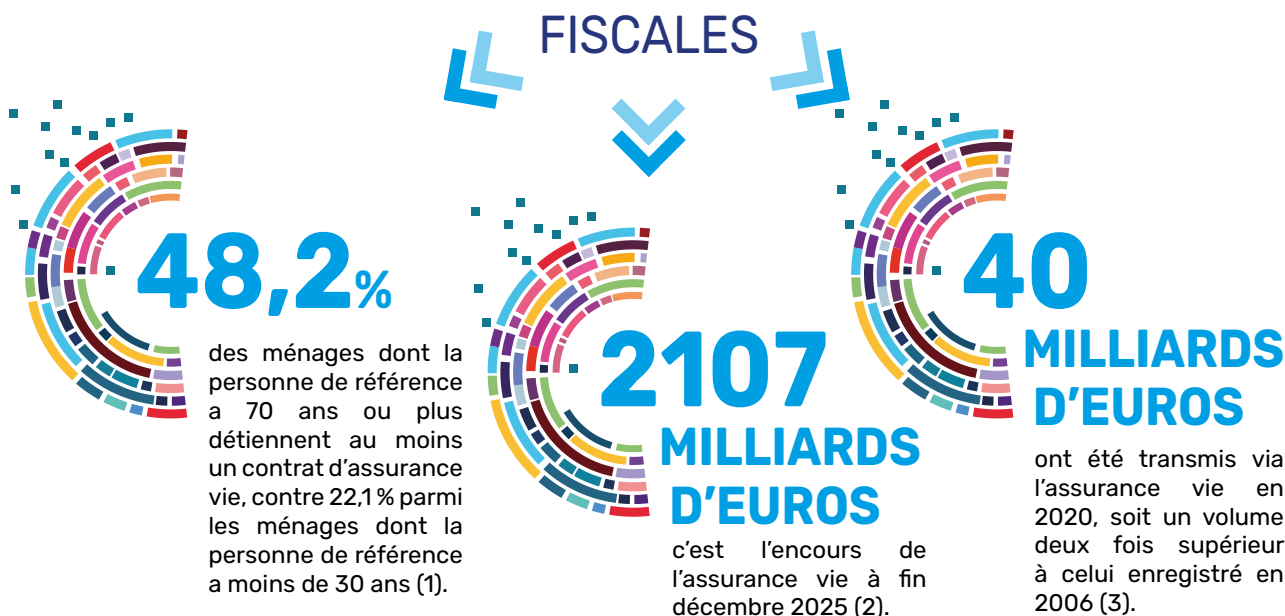 FISCALES
48,2%
des ménages dont la
personne de référence
a 70 ans ou plus
détiennent au moins
un contrat d'assurance
vie, contre 22,1 % parmi
les ménages dont la
personne de référence
a moins de 30 ans (1).
2107
MILLIARDS
D'EUROS
c'est l'encours de
l'assurance vie à fin
décembre 2025 (2).
40
MILLIARDS
D'EUROS
ont été transmis via
l'assurance vie en
2020, soit un volume
deux fois supérieur
à celui enregistré en
2006 (3).